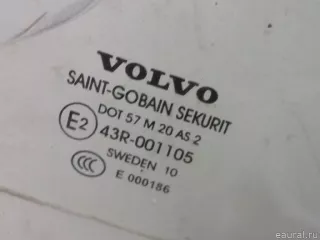 VOLVO
SAINT-GOBAIN SEKURIT
DOT 57 M 20 AS 2
E2 43R-001105
CCC SWEDEN 10
E 000186
eaural.ru